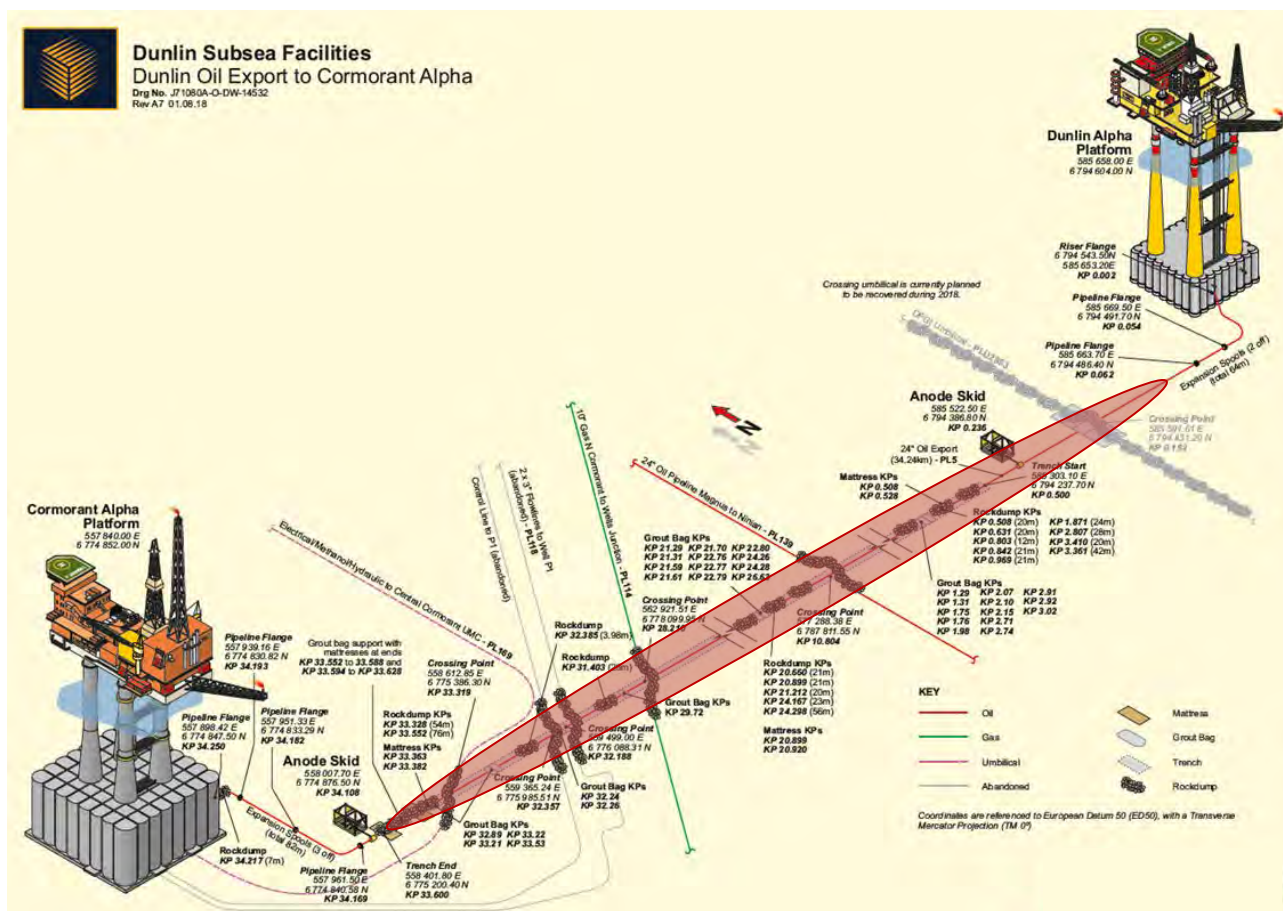 Dunlin Subsea Facilities
Dunlin Oil Export to Cormorant Alpha
Drg No. J71080A-O-DW-14532
Rev A7 01.08.18
Dunlin Alpha
Platform
585 658.00 E
6 794 604.00 N
Riser Flange
6 794 543.50N
585 653.20E
KP 0.002
Crossing umbilical is currently planned
to be recovered during 2018.
Pipeline Flange
585 669.50 E
6 794 491.70 N
KP 0.054
Pipeline Flange
585 663.70 E
6 794 486.40 N
KP 0.062
Expansion Spools (2 off)
(total 64m)
Crossing Point
Anode Skid
585 522.50 E
6 794 386.80 N
KP 0.236
24" Oil Export
(34.24km) - PL5
Trench Start
6 794 237.70 N
KP 0.500
Mattress KPs
KP 0.508
KP 0.528
Rockdump KPs
KP 0.508 (20m) KP 1.871 (24m)
KP 0.631 (20m) KP 2.807 (28m)
KP 0.803 (12m) KP 3.410 (20m)
KP 0.842 (21m) KP 3.361 (42m)
KP 0.969 (21m)
Grout Bag KPs
KP 1.29 KP 2.07 KP 2.91
KP 1.31 KP 2.10 KP 2.92
KP 1.75 KP 2.15 KP 3.02
KP 1.76 KP 2.71
KP 1.98 KP 2.74
N
24" Oil Pipeline Magnus to Ninian - PL139
Crossing Point
577 288.38 E
6 787 811.55 N
KP 10.804
Grout Bag KPs
KP 21.29 KP 21.70 KP 22.80
KP 21.31 KP 22.76 KP 24.26
KP 21.59 KP 22.77 KP 24.28
KP 21.61 KP 22.79 KP 26.62
Rockdump KPs
KP 20.660 (21m)
KP 20.899 (21m)
KP 21.212 (20m)
KP 24.167 (23m)
KP 24.298 (56m)
Mattress KPs
KP 20.899
KP 20.920
10" Gas N Cormorant to Wells Junction - PL114
Crossing Point
562 921.51 E
6 778 099.95 N
Grout Bag KPs
KP 29.72
2 x 3" Flowlines to Well P1
(abandoned) - PL118
Control Line to P1 (abandoned)
Electrical/Methanol/Hydraulic to Central Cormorant UMC - PL169
Rockdump
KP 32.385 (3.98m)
Rockdump
KP 31.403
Crossing Point
6 776 088.31 N
KP 32.188
Grout Bag KPs
KP 32.24
KP 32.26
Crossing Point
559 365.24 E
6 775 985.51 N
KP 32.357
Crossing Point
558 612.85 E
6 775 386.30 N
KP 33.319
Grout bag support with
mattresses at ends
KP 33.552 to 33.588 and
KP 33.594 to KP 33.628
Rockdump KPs
KP 33.328 (54m)
KP 33.552 (76m)
Mattress KPs
KP 33.363
KP 33.382
Grout Bag KPs
KP 32.89 KP 33.22
KP 33.21 KP 33.53
Trench End
558 401.80 E
6 775 200.40 N
KP 33.600
Cormorant Alpha
Platform
557 840.00 E
6 774 852.00 N
Pipeline Flange
557 939.16 E
6 774 830.82 N
KP 34.193
Pipeline Flange
557 951.33 E
6 774 833.29 N
KP 34.182
Pipeline Flange
557 898.42 E
6 774 847.50 N
KP 34.250
Anode Skid
558 007.70 E
6 774 876.50 N
KP 34.108
Expansion Spools (3 off)
(total 82m)
Rockdump
KP 34.217 (7m)
Pipeline Flange
557 961.50 E
6 774 840.58 N
KP 34.169
KEY
Oil
Gas
Umbilical
Abandoned
Mattress
Grout Bag
Trench
Rockdump
Coordinates are referenced to European Datum 50 (ED50), with a Transverse
Mercator Projection (TM 0°)